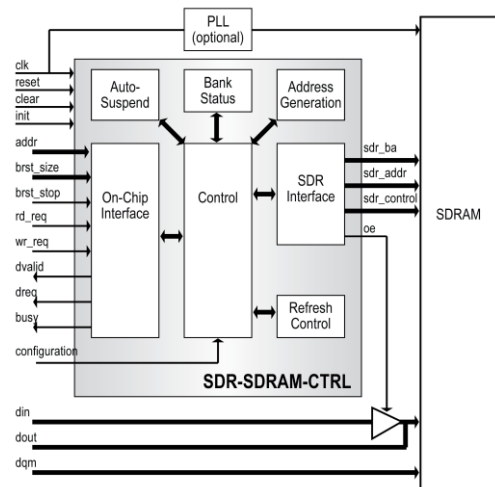 PLL
(optional)
clk
reset
clear
init
Auto-
Suspend
Bank
Status
Address
Generation
addr
brst_size
brst_stop
rd_req
wr_req
dvalid
dreq
busy
configuration
On-Chip
Interface
Control
SDR
Interface
sdr_ba
sdr_addr
sdr_control
oe
SDRAM
Refresh
Control
SDR-SDRAM-CTRL
din
dout
dqm